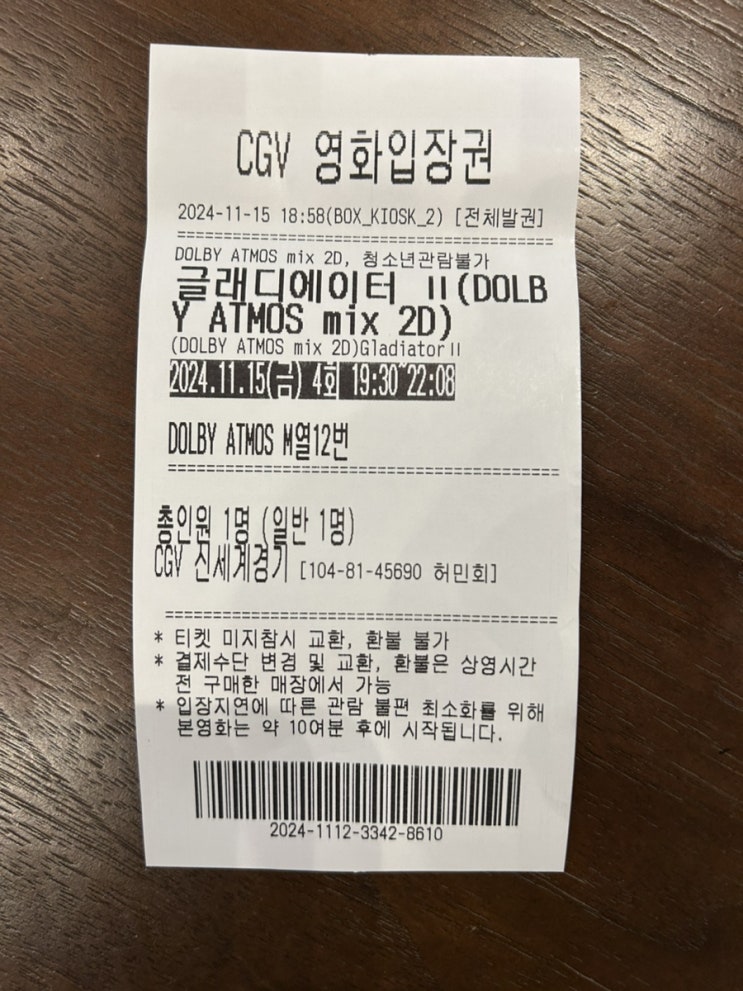 CGV 영화입장권
2024-11-15 18:58(BOX_KIOSK_2) [전체발권]
================================================
DOLBY ATMOS mix 2D, 청소년관람불가
글래디에이터 II(DOLB
Y ATMOS mix 2D)
(DOLBY ATMOS mix 2D)GladiatorII
2024.11.15(금) 4회 19:30~22:08
DOLBY ATMOS M열12번
================================================
총인원 1명 (일반 1명)
CGV 신세계경기 [104-81-45690 허민회]
================================================
* 티켓 미지참시 교환, 환불 불가
* 결제수단 변경 및 교환, 환불은 상영시간
전 구매한 매장에서 가능
* 입장지연에 따른 관람 불편 최소화를 위해
본영화는 약 10여분 후에 시작됩니다.
2024-1112-3342-8610